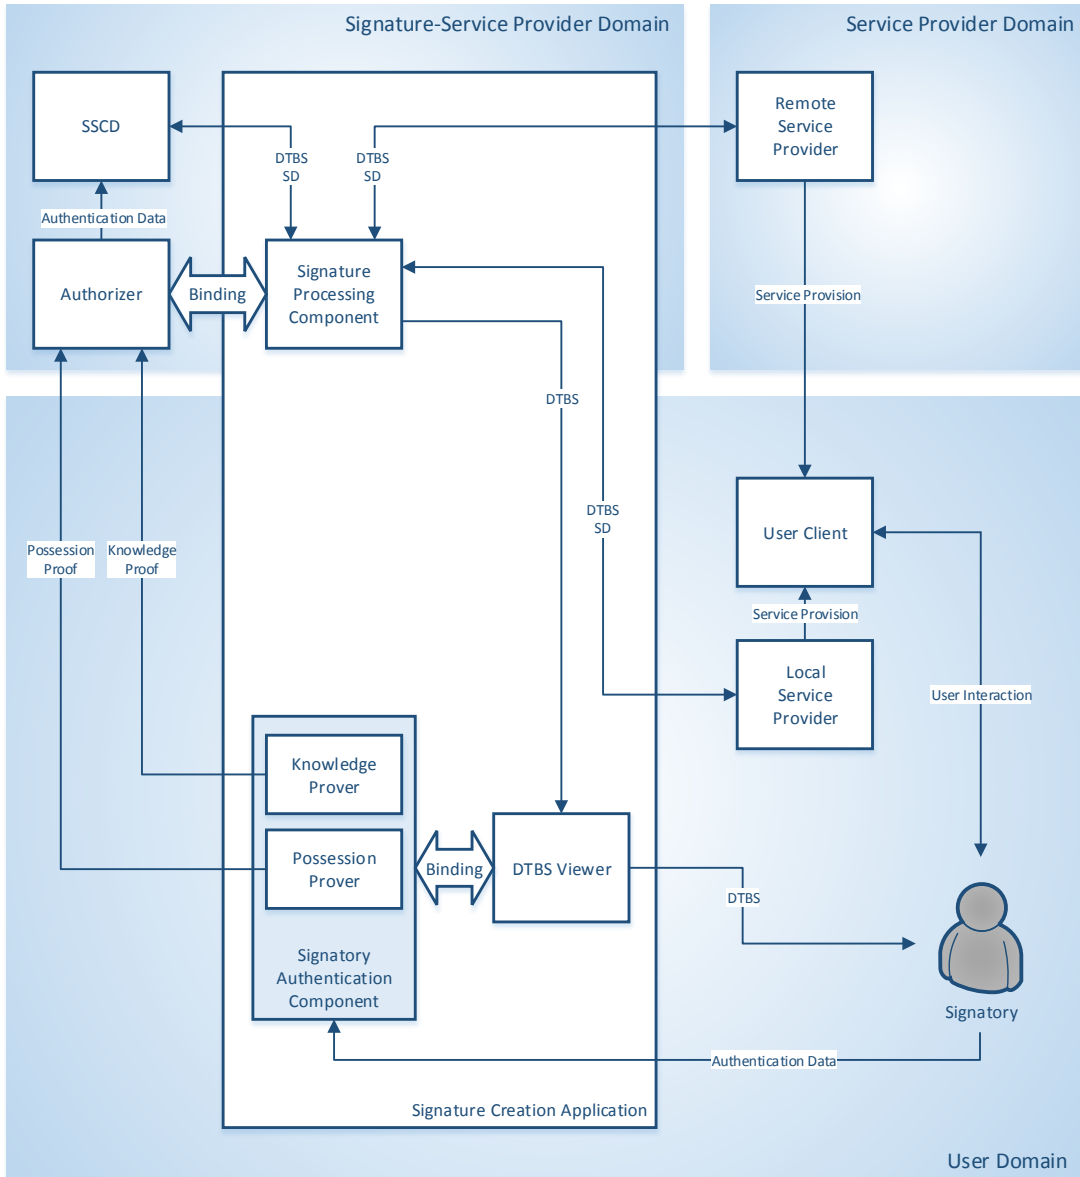 Signature-Service Provider Domain
Service Provider Domain
SSCD
Remote
Service
Provider
DTBS
SD
DTBS
SD
Authentication Data
Authorizer
Binding
Signature
Processing
Component
Service Provision
DTBS
DTBS
SD
User Client
Possession
Proof
Knowledge
Proof
Service Provision
Local
Service
Provider
User Interaction
Knowledge
Prover
Possession
Prover
Binding
DTBS Viewer
DTBS
Signatory
Authentication
Component
Signatory
Authentication Data
Signature Creation Application
User Domain